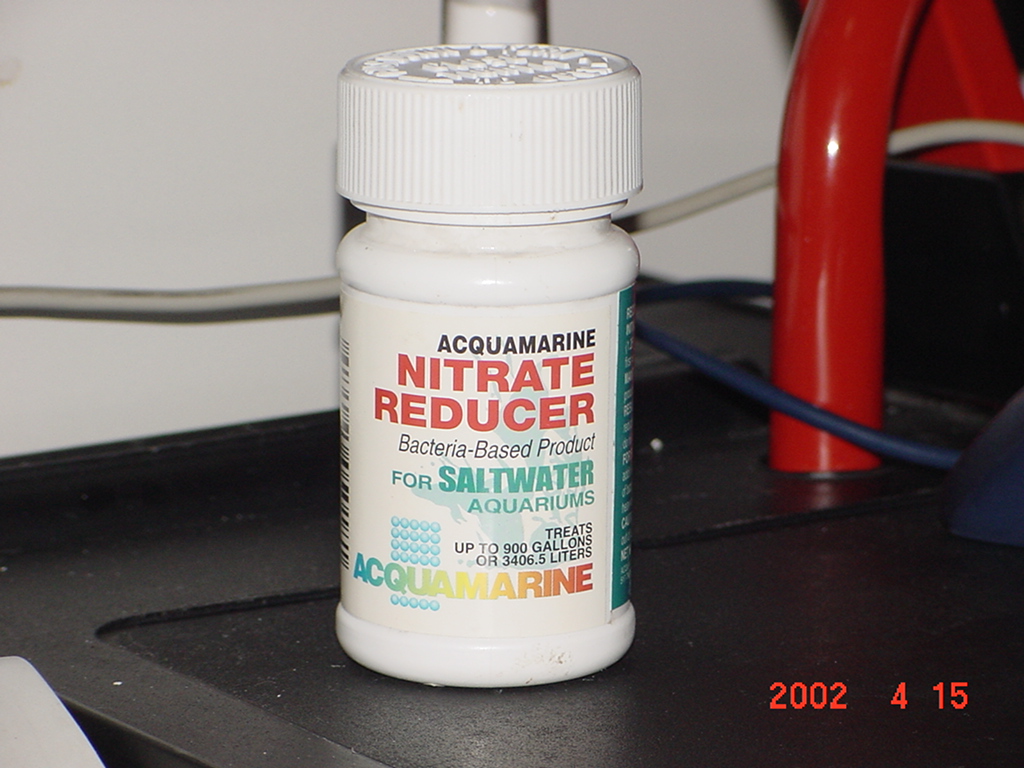 ACQUAMARINE
NITRATE
REDUCER
Bacteria-Based Product
FOR SALTWATER
AQUARIUMS
TREATS
UP TO 900 GALLONS
OR 3406.5 LITERS
ACQUAMARINE
2002 4 15